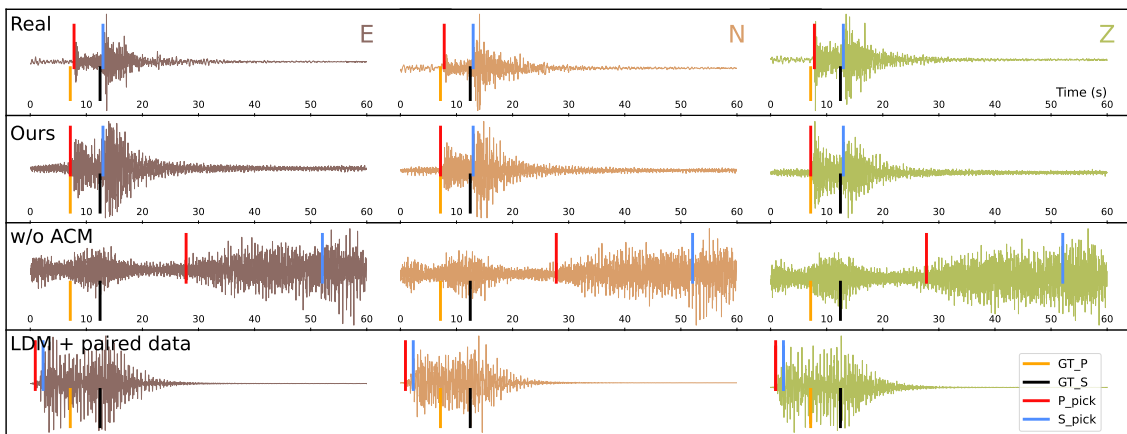 Real E N Z
Time (s)
0 10 20 30 40 50 60 0 10 20 30 40 50 60 0 10 20 30 40 50 60
Ours
0 10 20 30 40 50 60 0 10 20 30 40 50 60 0 10 20 30 40 50 60
w/o ACM
0 10 20 30 40 50 60 0 10 20 30 40 50 60 0 10 20 30 40 50 60
LDM + paired data
GT_P
GT_S
P_pick
S_pick